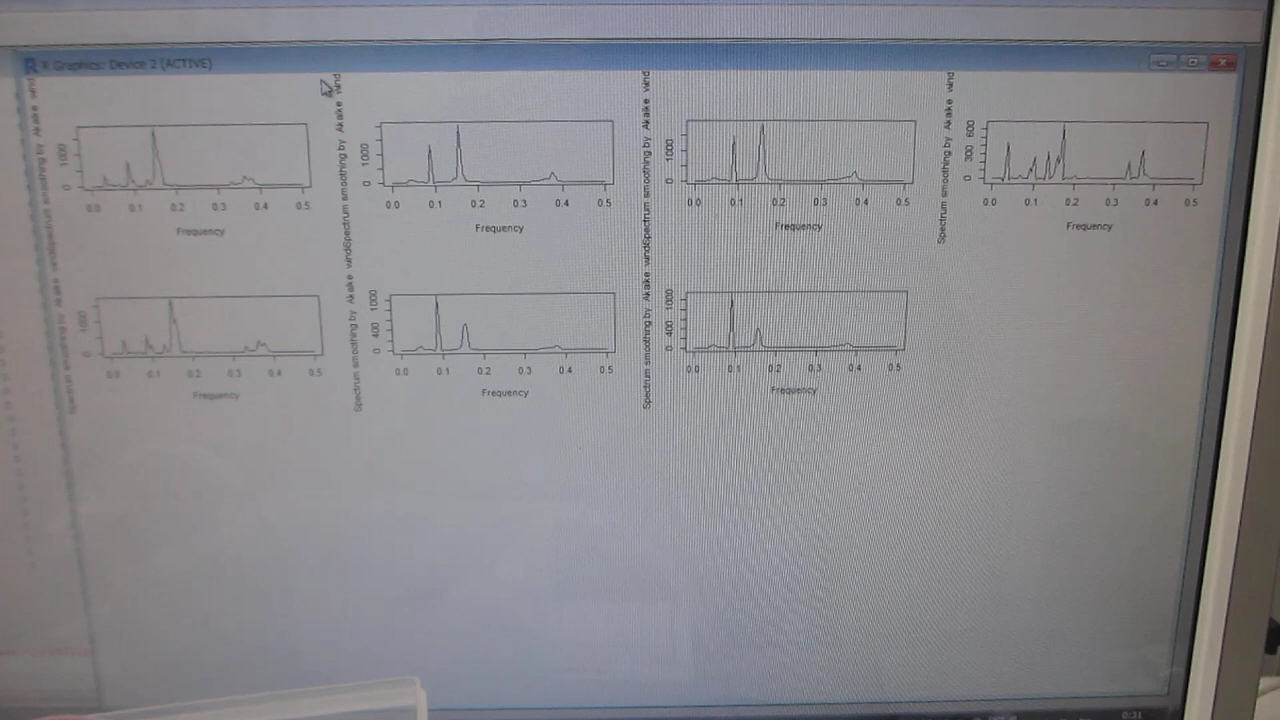 R Graphics: Device 2 (ACTIVE)
Spectrum smoothing by Akaike wind
0 1000
0.0 0.1 0.2 0.3 0.4 0.5
Frequency
Spectrum smoothing by Akaike wind
0 1000
0.0 0.1 0.2 0.3 0.4 0.5
Frequency
Spectrum smoothing by Akaike wind
0 1000
0.0 0.1 0.2 0.3 0.4 0.5
Frequency
Spectrum smoothing by Akaike wind
0 300 600
0.0 0.1 0.2 0.3 0.4 0.5
Frequency
Spectrum smoothing by Akaike wind
0 1000
0.0 0.1 0.2 0.3 0.4 0.5
Frequency
Spectrum smoothing by Akaike wind
0 400 1000
0.0 0.1 0.2 0.3 0.4 0.5
Frequency
Spectrum smoothing by Akaike wind
0 400 1000
0.0 0.1 0.2 0.3 0.4 0.5
Frequency
0:31